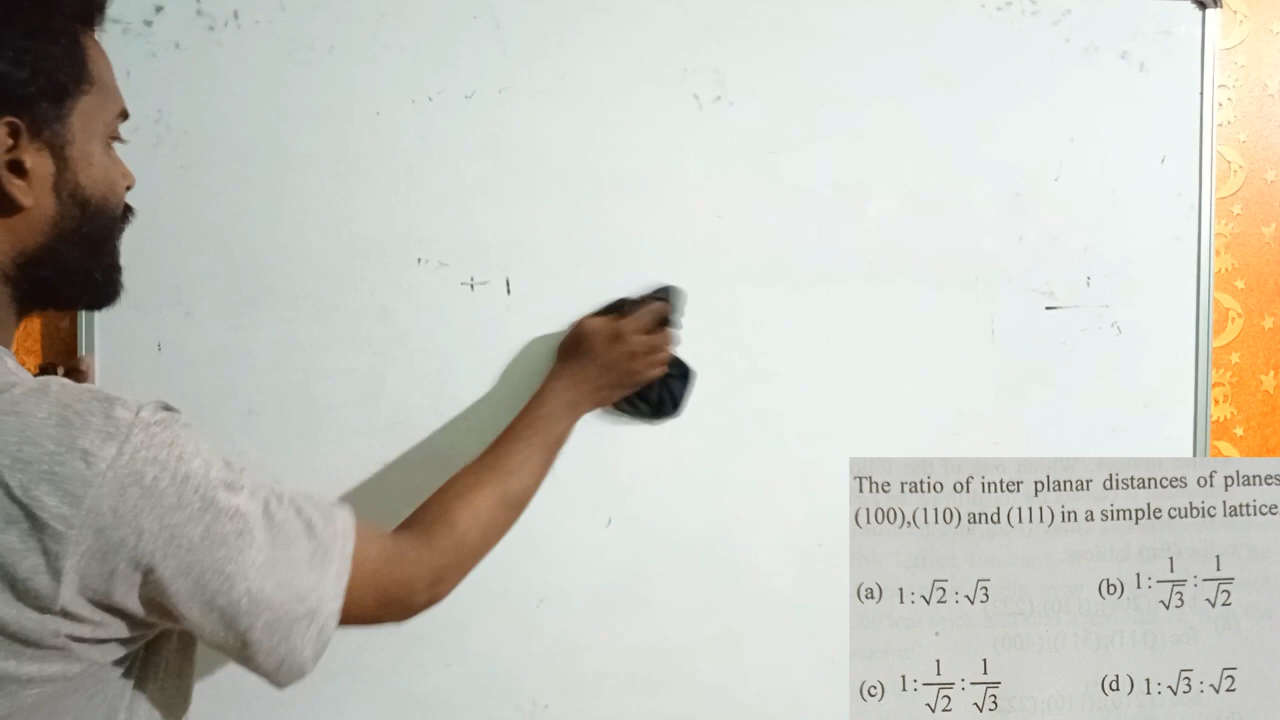 + 1
The ratio of inter planar distances of planes
(100),(110) and (111) in a simple cubic lattice
(a) 1:√2:√3 (b) 1:1/√3:1/√2
(c) 1:1/√2:1/√3 (d) 1:√3:√2